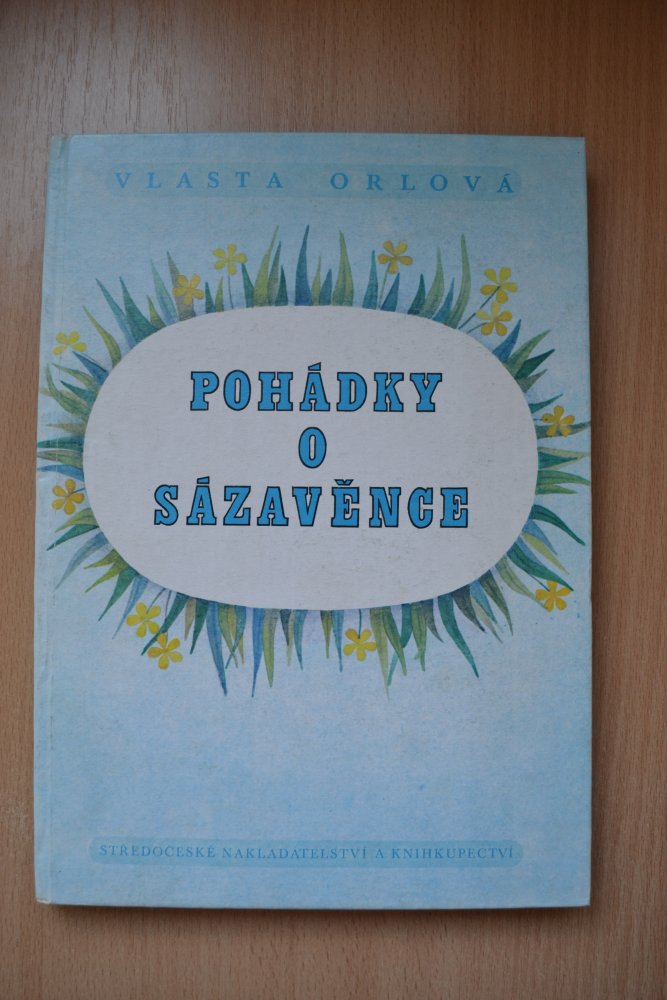 VLASTA ORLOVÁ
POHÁDKY
O
SÁZAVĚNCE
STŘEDOČESKÉ NAKLADATELSTVÍ A KNIHKUPECTVÍ